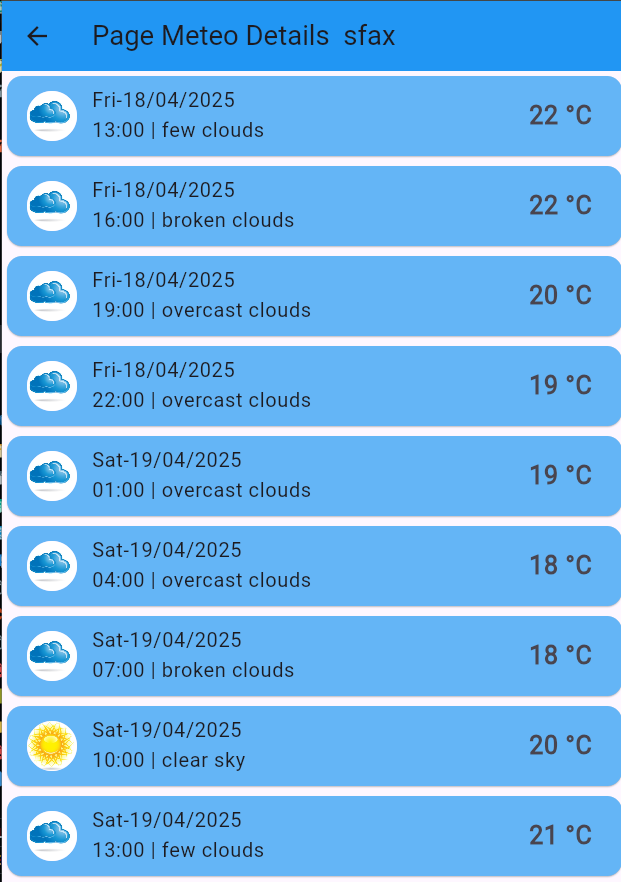 Page Meteo Details  sfax
Fri-18/04/2025
13:00 | few clouds
22 °C
Fri-18/04/2025
16:00 | broken clouds
22 °C
Fri-18/04/2025
19:00 | overcast clouds
20 °C
Fri-18/04/2025
22:00 | overcast clouds
19 °C
Sat-19/04/2025
01:00 | overcast clouds
19 °C
Sat-19/04/2025
04:00 | overcast clouds
18 °C
Sat-19/04/2025
07:00 | broken clouds
18 °C
Sat-19/04/2025
10:00 | clear sky
20 °C
Sat-19/04/2025
13:00 | few clouds
21 °C